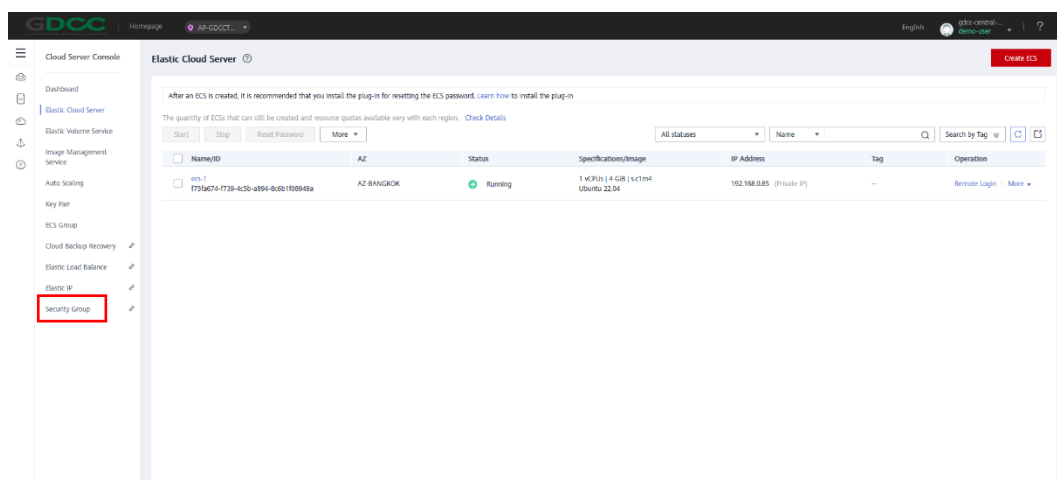 GDCC
Homepage
AP-GDCCT...
English
gdcc-central-...
demo-user
?
Cloud Server Console
Dashboard
Elastic Cloud Server
Elastic Volume Service
Image Management
Service
Auto Scaling
Key Pair
ECS Group
Cloud Backup Recovery
Elastic Load Balance
Elastic IP
Security Group
Elastic Cloud Server
Create ECS
After an ECS is created, it is recommended that you install the plug-in for resetting the ECS password. Learn how to install the plug-in
The quantity of ECSs that can still be created and resource quotas available vary with each region. Check Details
Start Stop Reset Password More All statuses Name Search by Tag
Name/ID AZ Status Specifications/Image IP Address Tag Operation
ecs-1
f75fa674-f739-4c5b-a894-8c6b1f08949a
AZ-BANGKOK
Running
1 vCPUs | 4 GiB | s.c1m4
Ubuntu 22.04
192.168.0.85 (Private IP)
--
Remote Login More